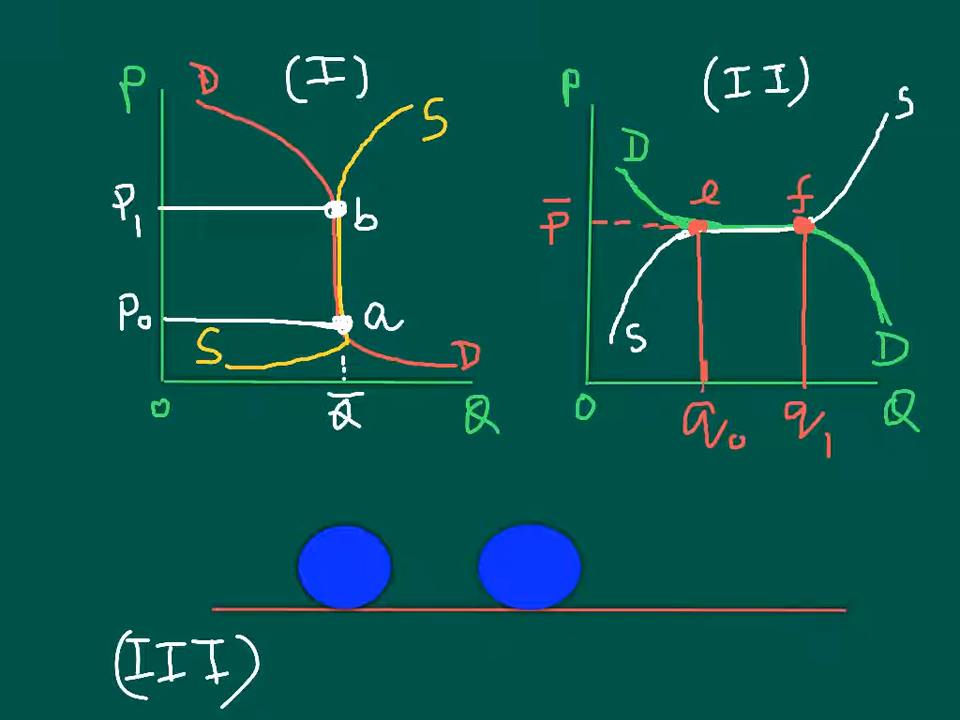 (I)
P
D
S
P₁
b
P₀
a
S
D
0
Q̅
Q
(II)
P
S
D
e
f
P̅
S
D
0
q₀
q₁
Q
(III)